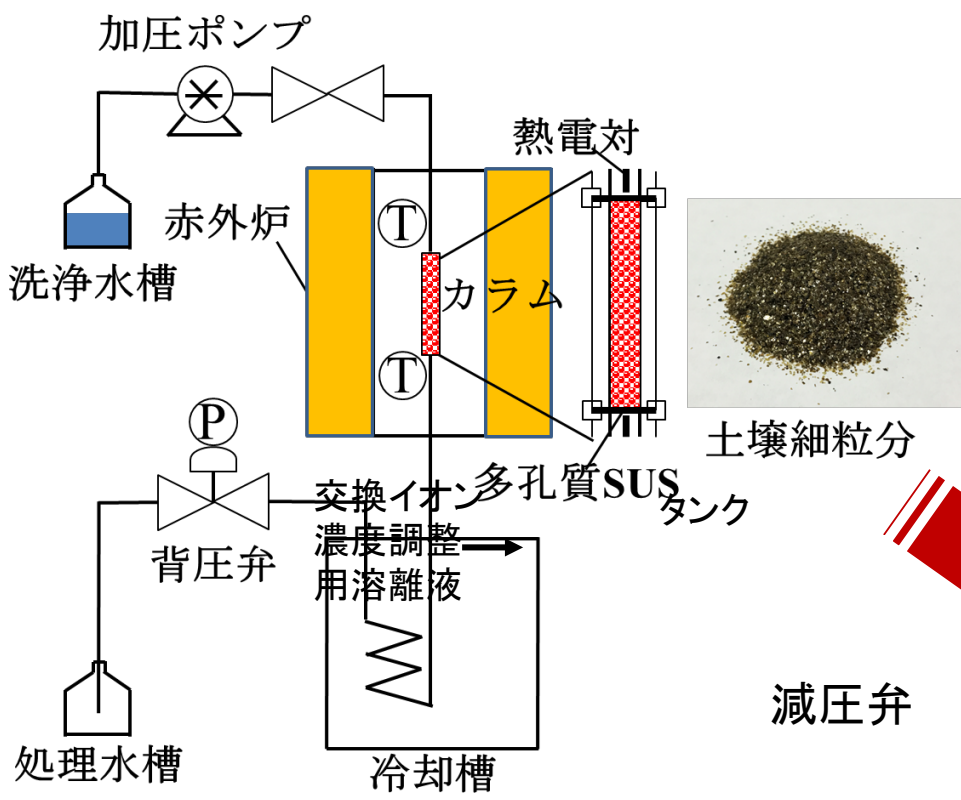 加圧ポンプ
熱電対
赤外炉
T
洗浄水槽
カラム
T
P
土壌細粒分
多孔質SUS
タンク
交換イオン
濃度調整
用溶離液
背圧弁
減圧弁
処理水槽
冷却槽